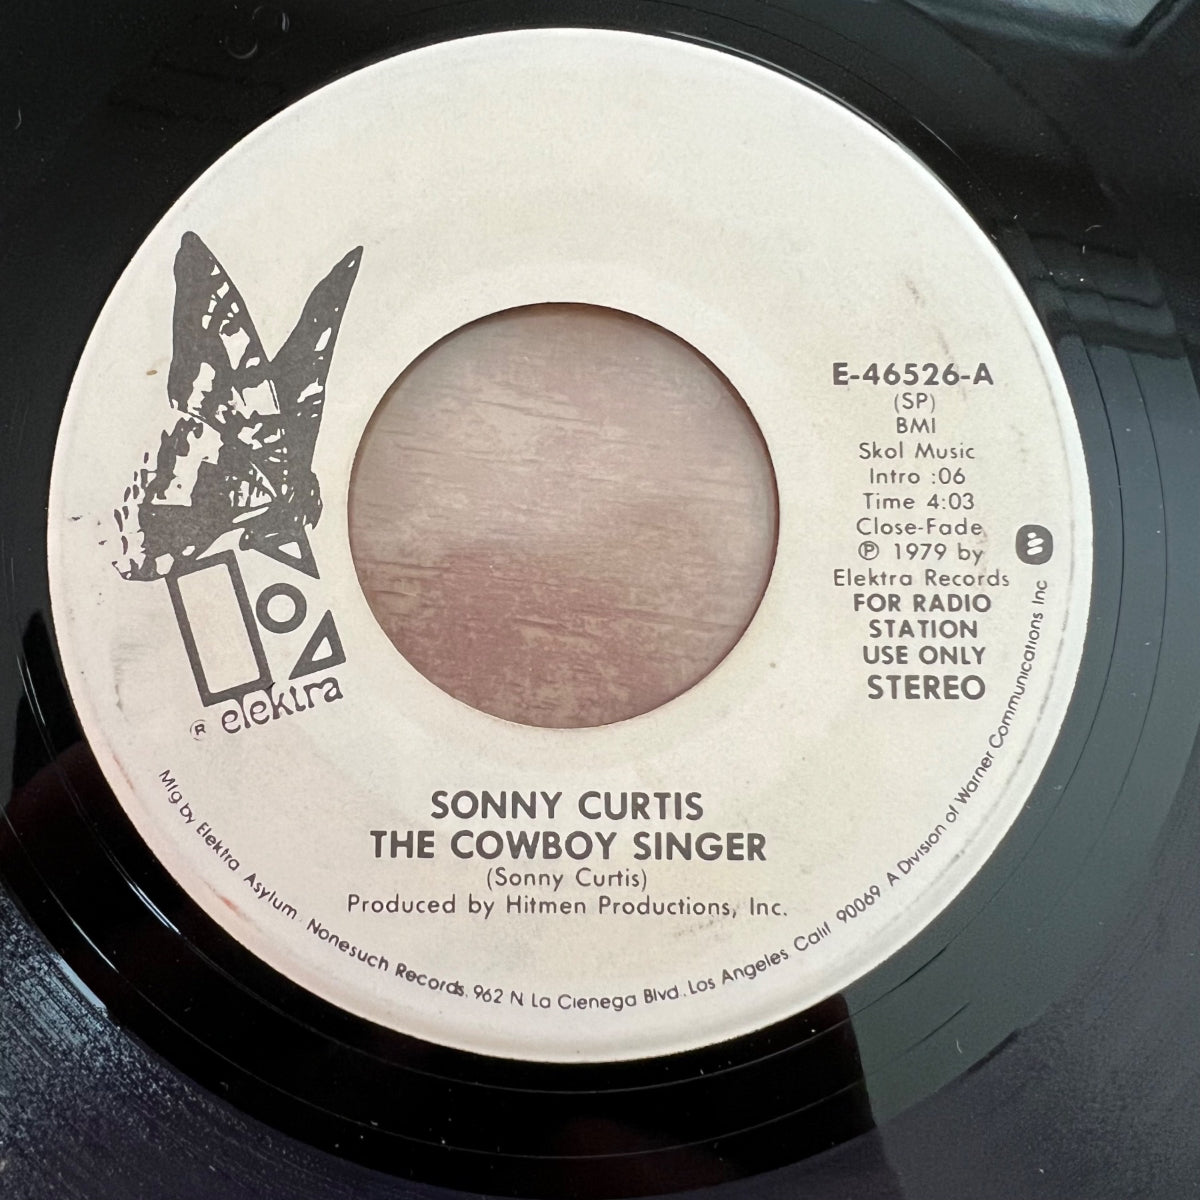 E-46526-A
(SP)
BMI
Skol Music
Intro :06
Time 4:03
Close-Fade
℗ 1979 by
Elektra Records
FOR RADIO
STATION
USE ONLY
STEREO
® elektra
SONNY CURTIS
THE COWBOY SINGER
(Sonny Curtis)
Produced by Hitmen Productions, Inc.
Mfg by Elektra Asylum Nonesuch Records, 962 N La Cienega Blvd., Los Angeles Calif 90069 A Division of Warner Communications Inc